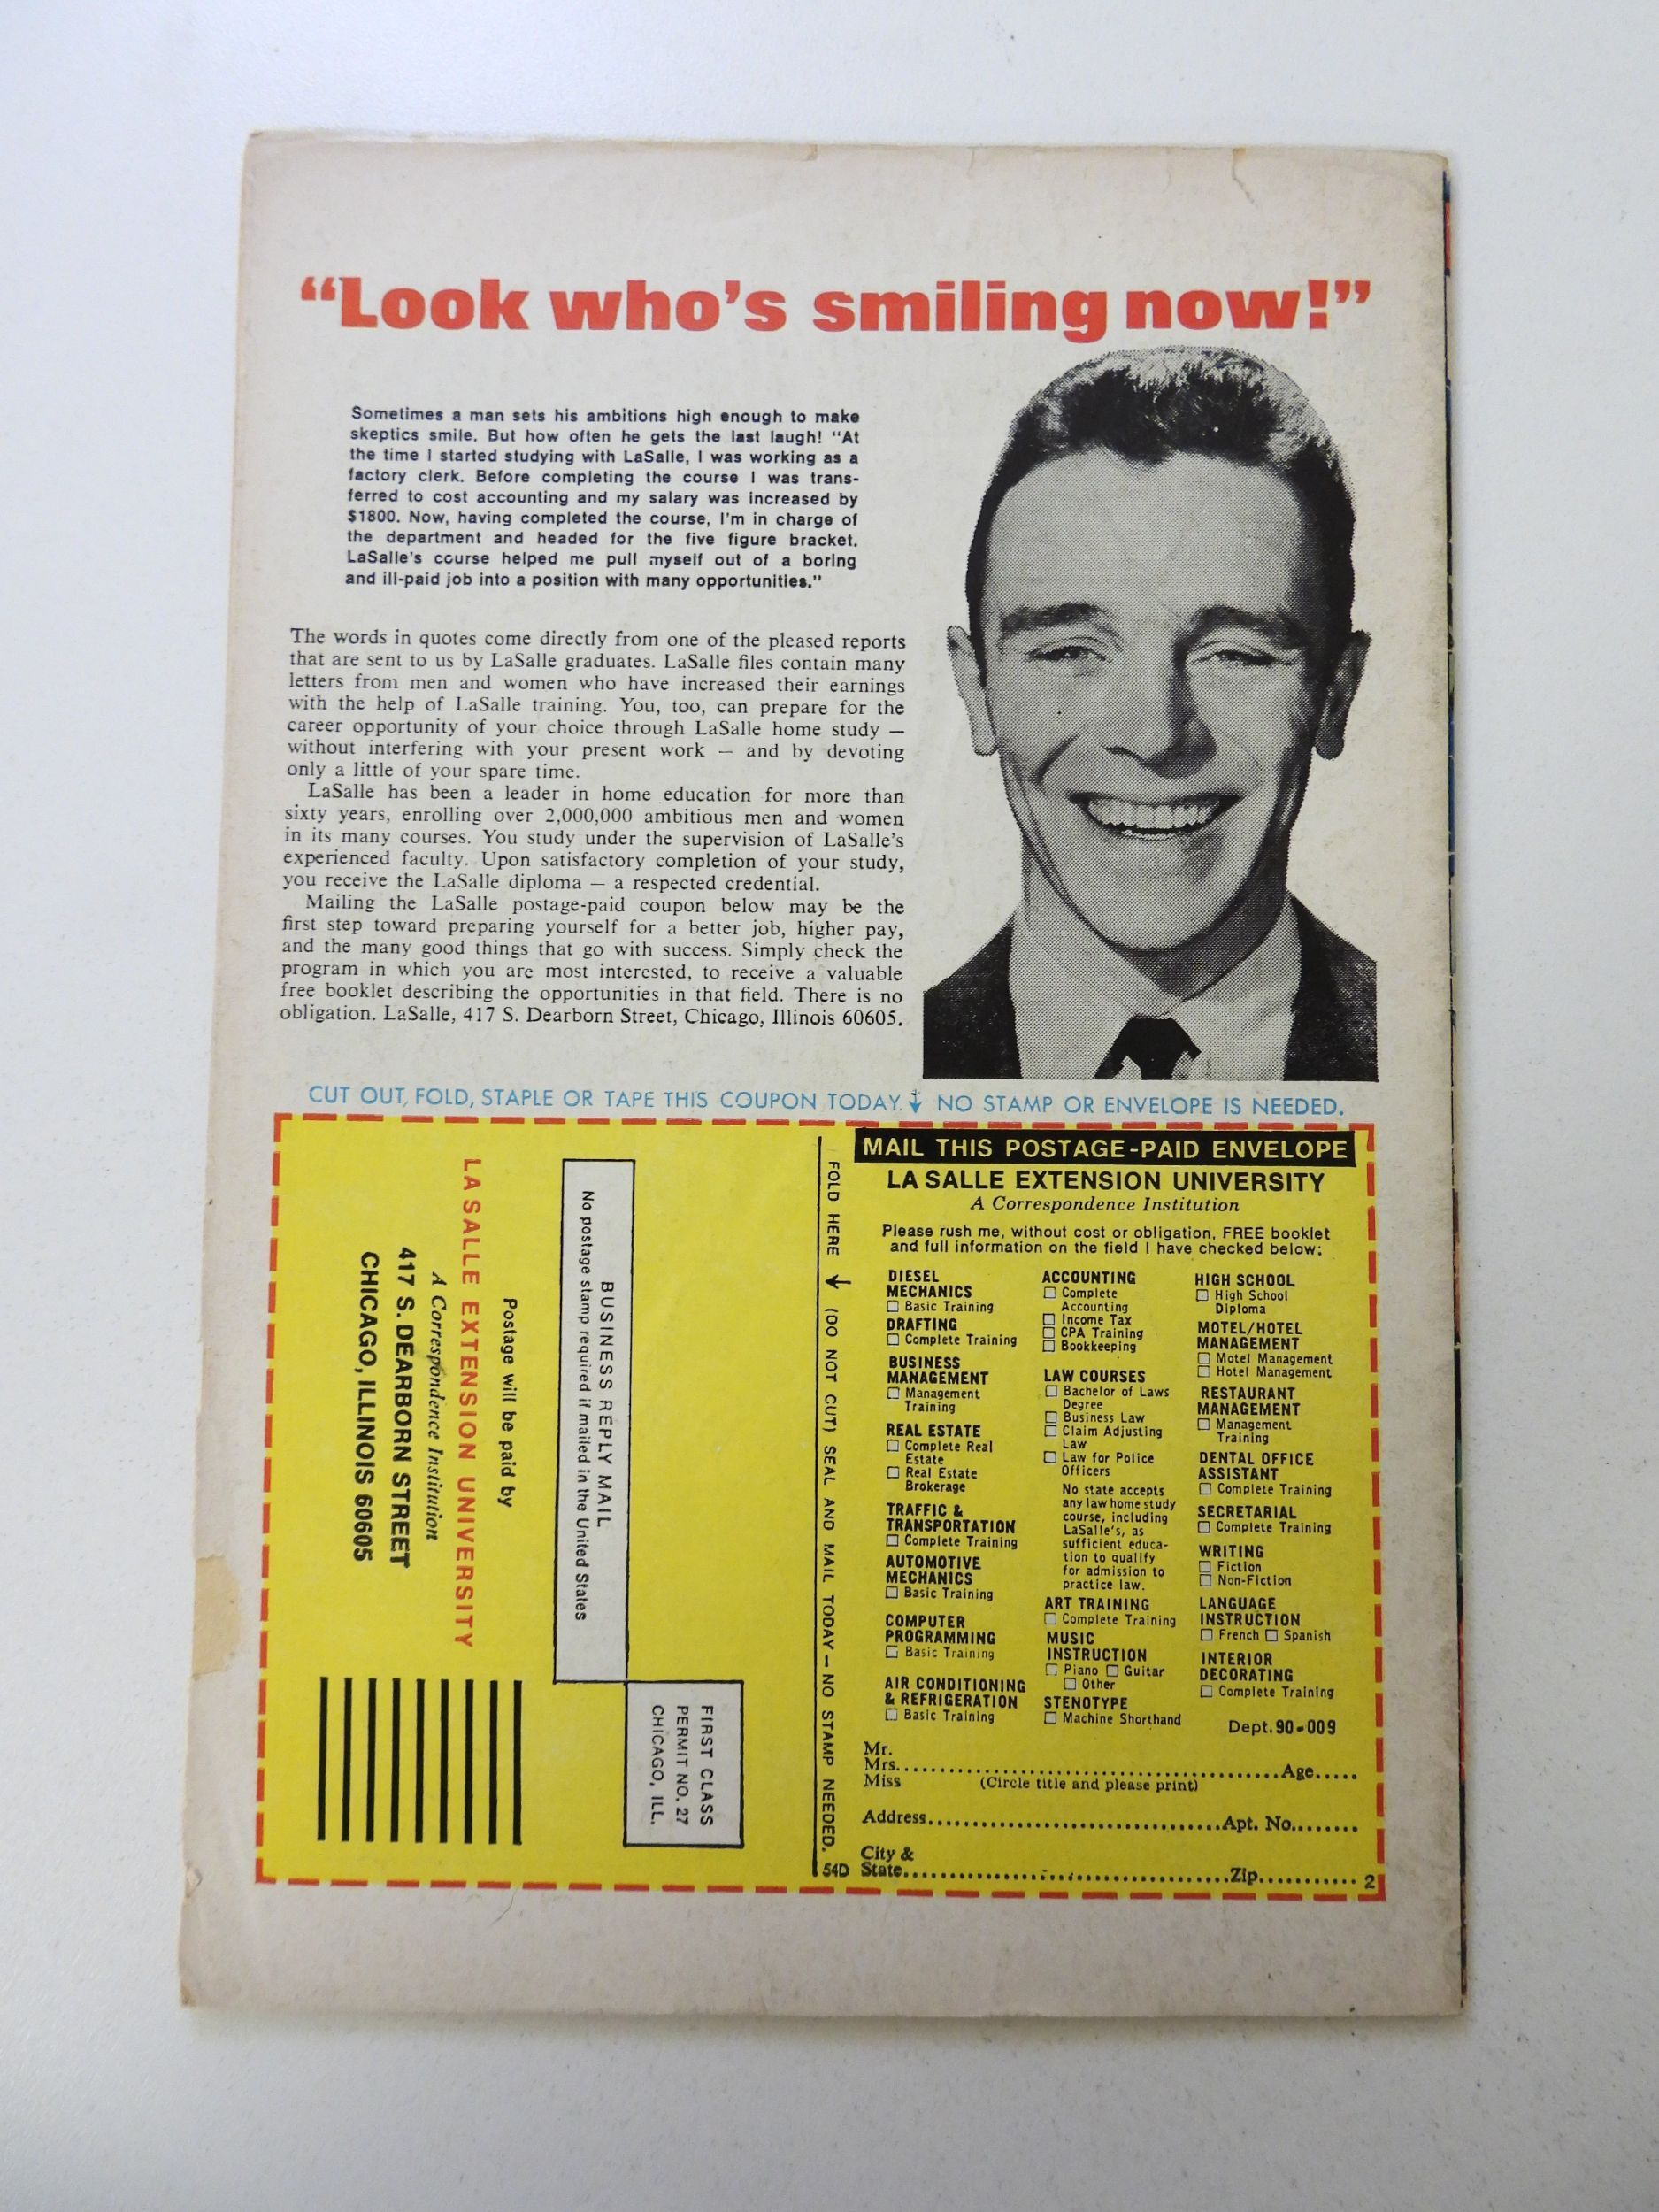 “Look who's smiling now!”
Sometimes a man sets his ambitions high enough to make
skeptics smile. But how often he gets the last laugh! “At
the time I started studying with LaSalle, I was working as a
factory clerk. Before completing the course I was trans-
ferred to cost accounting and my salary was increased by
$1800. Now, having completed the course, I'm in charge of
the department and headed for the five figure bracket.
LaSalle's course helped me pull myself out of a boring
and ill-paid job into a position with many opportunities.”
The words in quotes come directly from one of the pleased reports
that are sent to us by LaSalle graduates. LaSalle files contain many
letters from men and women who have increased their earnings
with the help of LaSalle training. You, too, can prepare for the
career opportunity of your choice through LaSalle home study —
without interfering with your present work — and by devoting
only a little of your spare time.
LaSalle has been a leader in home education for more than
sixty years, enrolling over 2,000,000 ambitious men and women
in its many courses. You study under the supervision of LaSalle's
experienced faculty. Upon satisfactory completion of your study,
you receive the LaSalle diploma — a respected credential.
Mailing the LaSalle postage-paid coupon below may be the
first step toward preparing yourself for a better job, higher pay,
and the many good things that go with success. Simply check the
program in which you are most interested, to receive a valuable
free booklet describing the opportunities in that field. There is no
obligation. LaSalle, 417 S. Dearborn Street, Chicago, Illinois 60605.
CUT OUT, FOLD, STAPLE OR TAPE THIS COUPON TODAY. NO STAMP OR ENVELOPE IS NEEDED.
FIRST CLASS
PERMIT NO. 27
CHICAGO, ILL.
BUSINESS REPLY MAIL
No postage stamp required if mailed in the United States
Postage will be paid by
LA SALLE EXTENSION UNIVERSITY
A Correspondence Institution
417 S. DEARBORN STREET
CHICAGO, ILLINOIS 60605
FOLD HERE (DO NOT CUT) SEAL AND MAIL TODAY — NO STAMP NEEDED.
54D
MAIL THIS POSTAGE-PAID ENVELOPE
LA SALLE EXTENSION UNIVERSITY
A Correspondence Institution
Please rush me, without cost or obligation, FREE booklet
and full information on the field I have checked below:
DIESEL
MECHANICS
Basic Training
DRAFTING
Complete Training
BUSINESS
MANAGEMENT
Management
Training
REAL ESTATE
Complete Real
Estate
Real Estate
Brokerage
TRAFFIC &
TRANSPORTATION
Complete Training
AUTOMOTIVE
MECHANICS
Basic Training
COMPUTER
PROGRAMMING
Basic Training
AIR CONDITIONING
& REFRIGERATION
Basic Training
ACCOUNTING
Complete
Accounting
Income Tax
CPA Training
Bookkeeping
LAW COURSES
Bachelor of Laws
Degree
Business Law
Claim Adjusting
Law
Law for Police
Officers
No state accepts
any law home study
course, including
LaSalle's, as
sufficient educa-
tion to qualify
for admission to
practice law.
ART TRAINING
Complete Training
MUSIC
INSTRUCTION
Piano Guitar
Other
STENOTYPE
Machine Shorthand
HIGH SCHOOL
High School
Diploma
MOTEL/HOTEL
MANAGEMENT
Motel Management
Hotel Management
RESTAURANT
MANAGEMENT
Management
Training
DENTAL OFFICE
ASSISTANT
Complete Training
SECRETARIAL
Complete Training
WRITING
Fiction
Non-Fiction
LANGUAGE
INSTRUCTION
French Spanish
INTERIOR
DECORATING
Complete Training
Dept. 90-009
Mr.
Mrs. Age
Miss (Circle title and please print)
Address Apt. No.
City &
State Zip 2